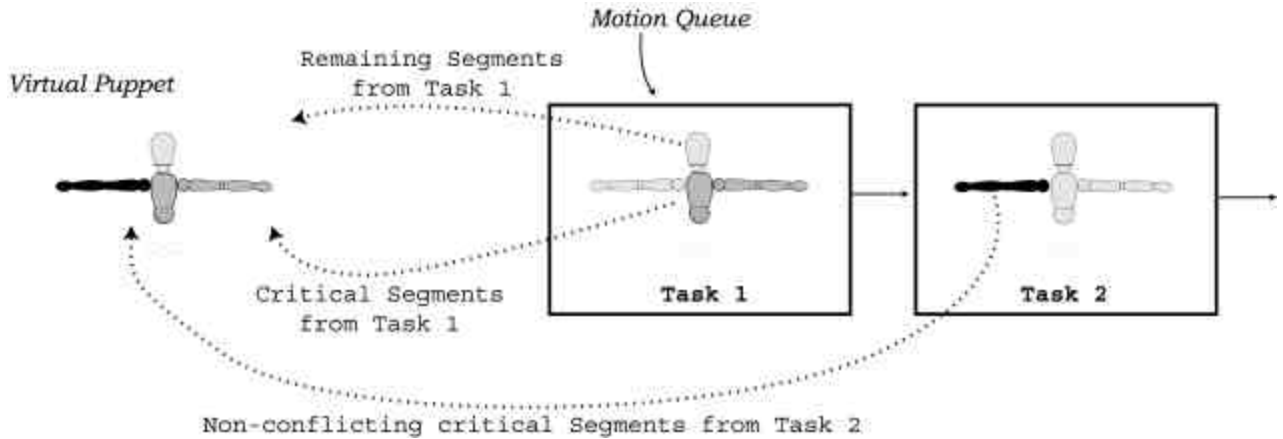 Motion Queue
Remaining Segments
from Task 1
Virtual Puppet
Critical Segments
from Task 1
Task 1
Task 2
Non-conflicting critical Segments from Task 2